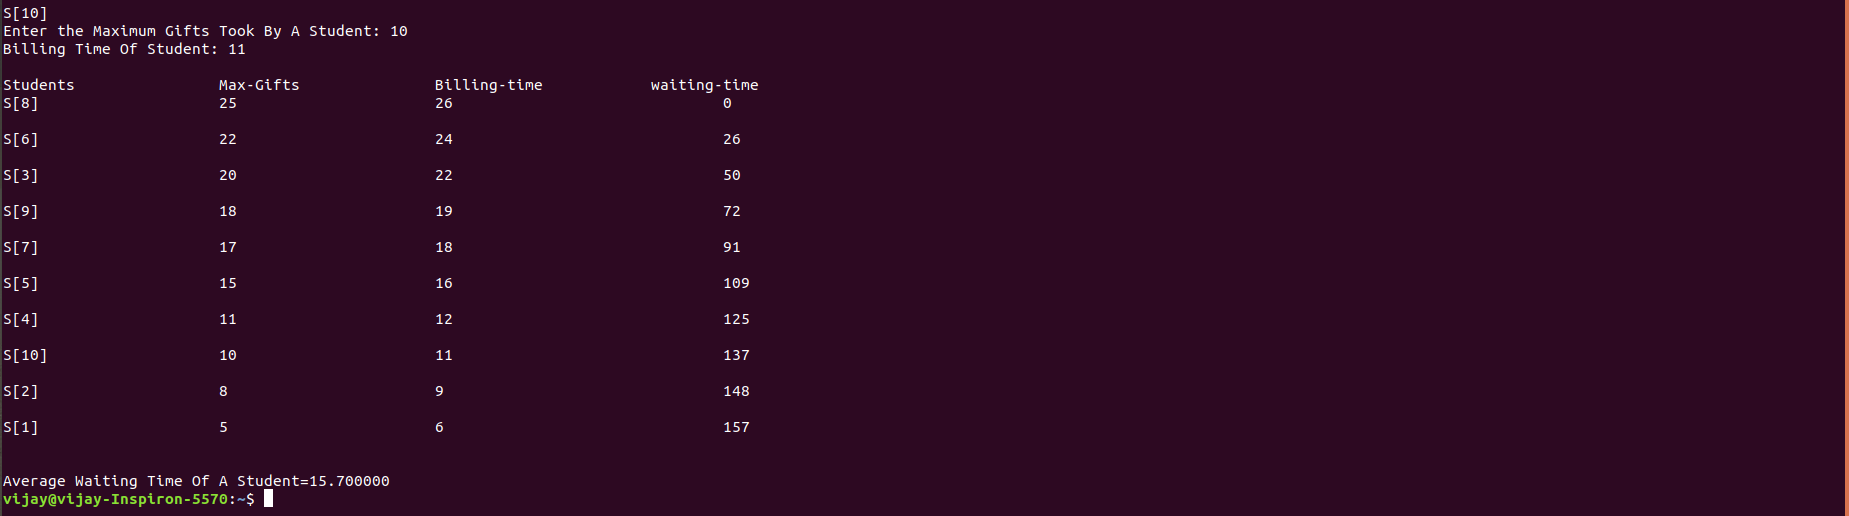 S[10]
Enter the Maximum Gifts Took By A Student: 10
Billing Time Of Student: 11
Students Max-Gifts Billing-time waiting-time
S[8] 25 26 0
S[6] 22 24 26
S[3] 20 22 50
S[9] 18 19 72
S[7] 17 18 91
S[5] 15 16 109
S[4] 11 12 125
S[10] 10 11 137
S[2] 8 9 148
S[1] 5 6 157
Average Waiting Time Of A Student=15.700000
vijay@vijay-Inspiron-5570:~$